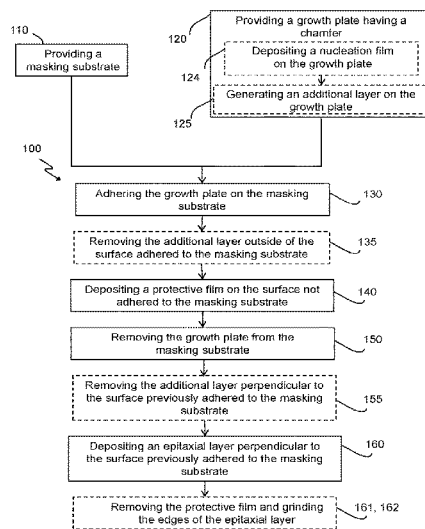 110
Providing a
masking substrate
120
Providing a growth plate having a
chamfer
124
Depositing a nucleation film
on the growth plate
125
Generating an additional layer on the
growth plate
100
Adhering the growth plate on the masking
substrate
130
Removing the additional layer outside of the
surface adhered to the masking substrate
135
Depositing a protective film on the surface not
adhered to the masking substrate
140
Removing the growth plate from the
masking substrate
150
Removing the additional layer perpendicular to
the surface previously adhered to the masking
substrate
155
Depositing an epitaxial layer perpendicular to
the surface previously adhered to the masking
substrate
160
Removing the protective film and grinding
the edges of the epitaxial layer
161, 162